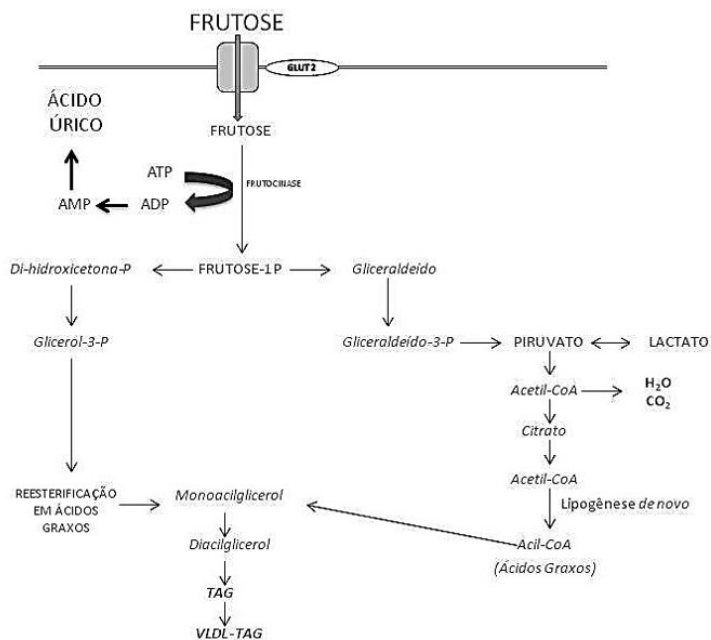 FRUTOSE
GLUT2
ÁCIDO
ÚRICO
FRUTOSE
ATP
FRUTOCINASE
AMP
ADP
Di-hidroxicetona-P
FRUTOSE-1P
Gliceraldeído
Glicerol-3-P
Gliceraldeído-3-P
PIRUVATO
LACTATO
Acetil-CoA
H₂O
CO₂
Citrato
REESTERIFICAÇÃO
EM ÁCIDOS
GRAXOS
Monoacilglicerol
Acetil-CoA
Lipogênese de novo
Diacilglicerol
Acil-CoA
(Ácidos Graxos)
TAG
VLDL-TAG